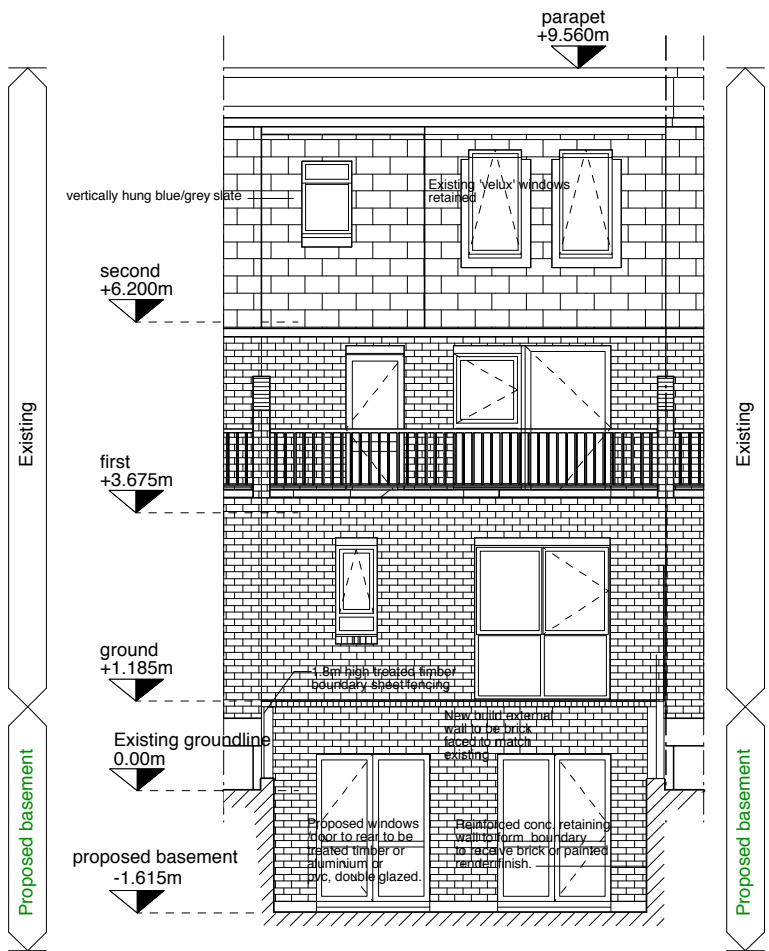 parapet
+9.560m
vertically hung blue/grey slate
Existing 'velux' windows
retained
second
+6.200m
Existing
Existing
first
+3.675m
ground
+1.185m
1.8m high treated timber
boundary sheet fencing
New build external
wall to be brick
faced to match
existing
Existing groundline
0.00m
Proposed basement
Proposed basement
Proposed windows
/door to rear to be
treated timber or
aluminium or
pvc, double glazed.
Reinforced conc. retaining
wall to form boundary
to receive brick or painted
render finish.
proposed basement
-1.615m